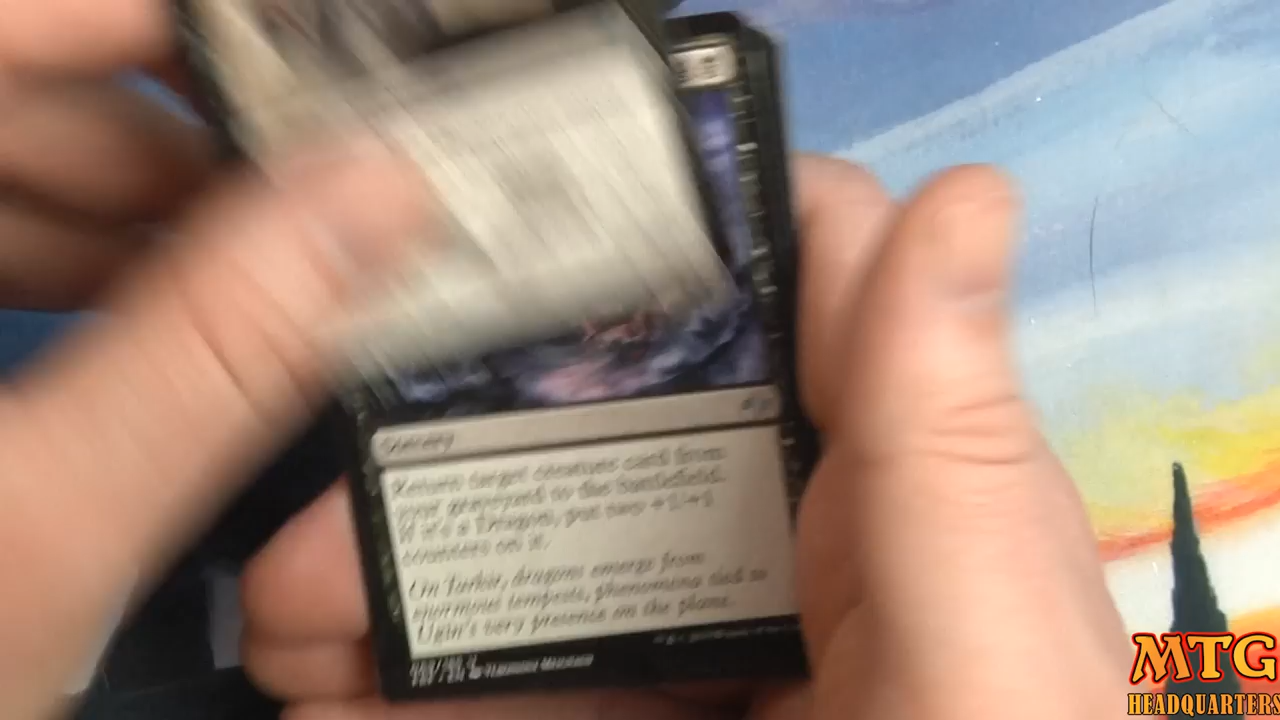 Sorcery
Return target creature card from
your graveyard to the battlefield.
If it's a Dragon, put two +1/+1
counters on it.
On Tarkir, dragons emerge from
enormous tempests, phenomena tied to
Ugin's very presence on the plane.
MTG
HEADQUARTERS